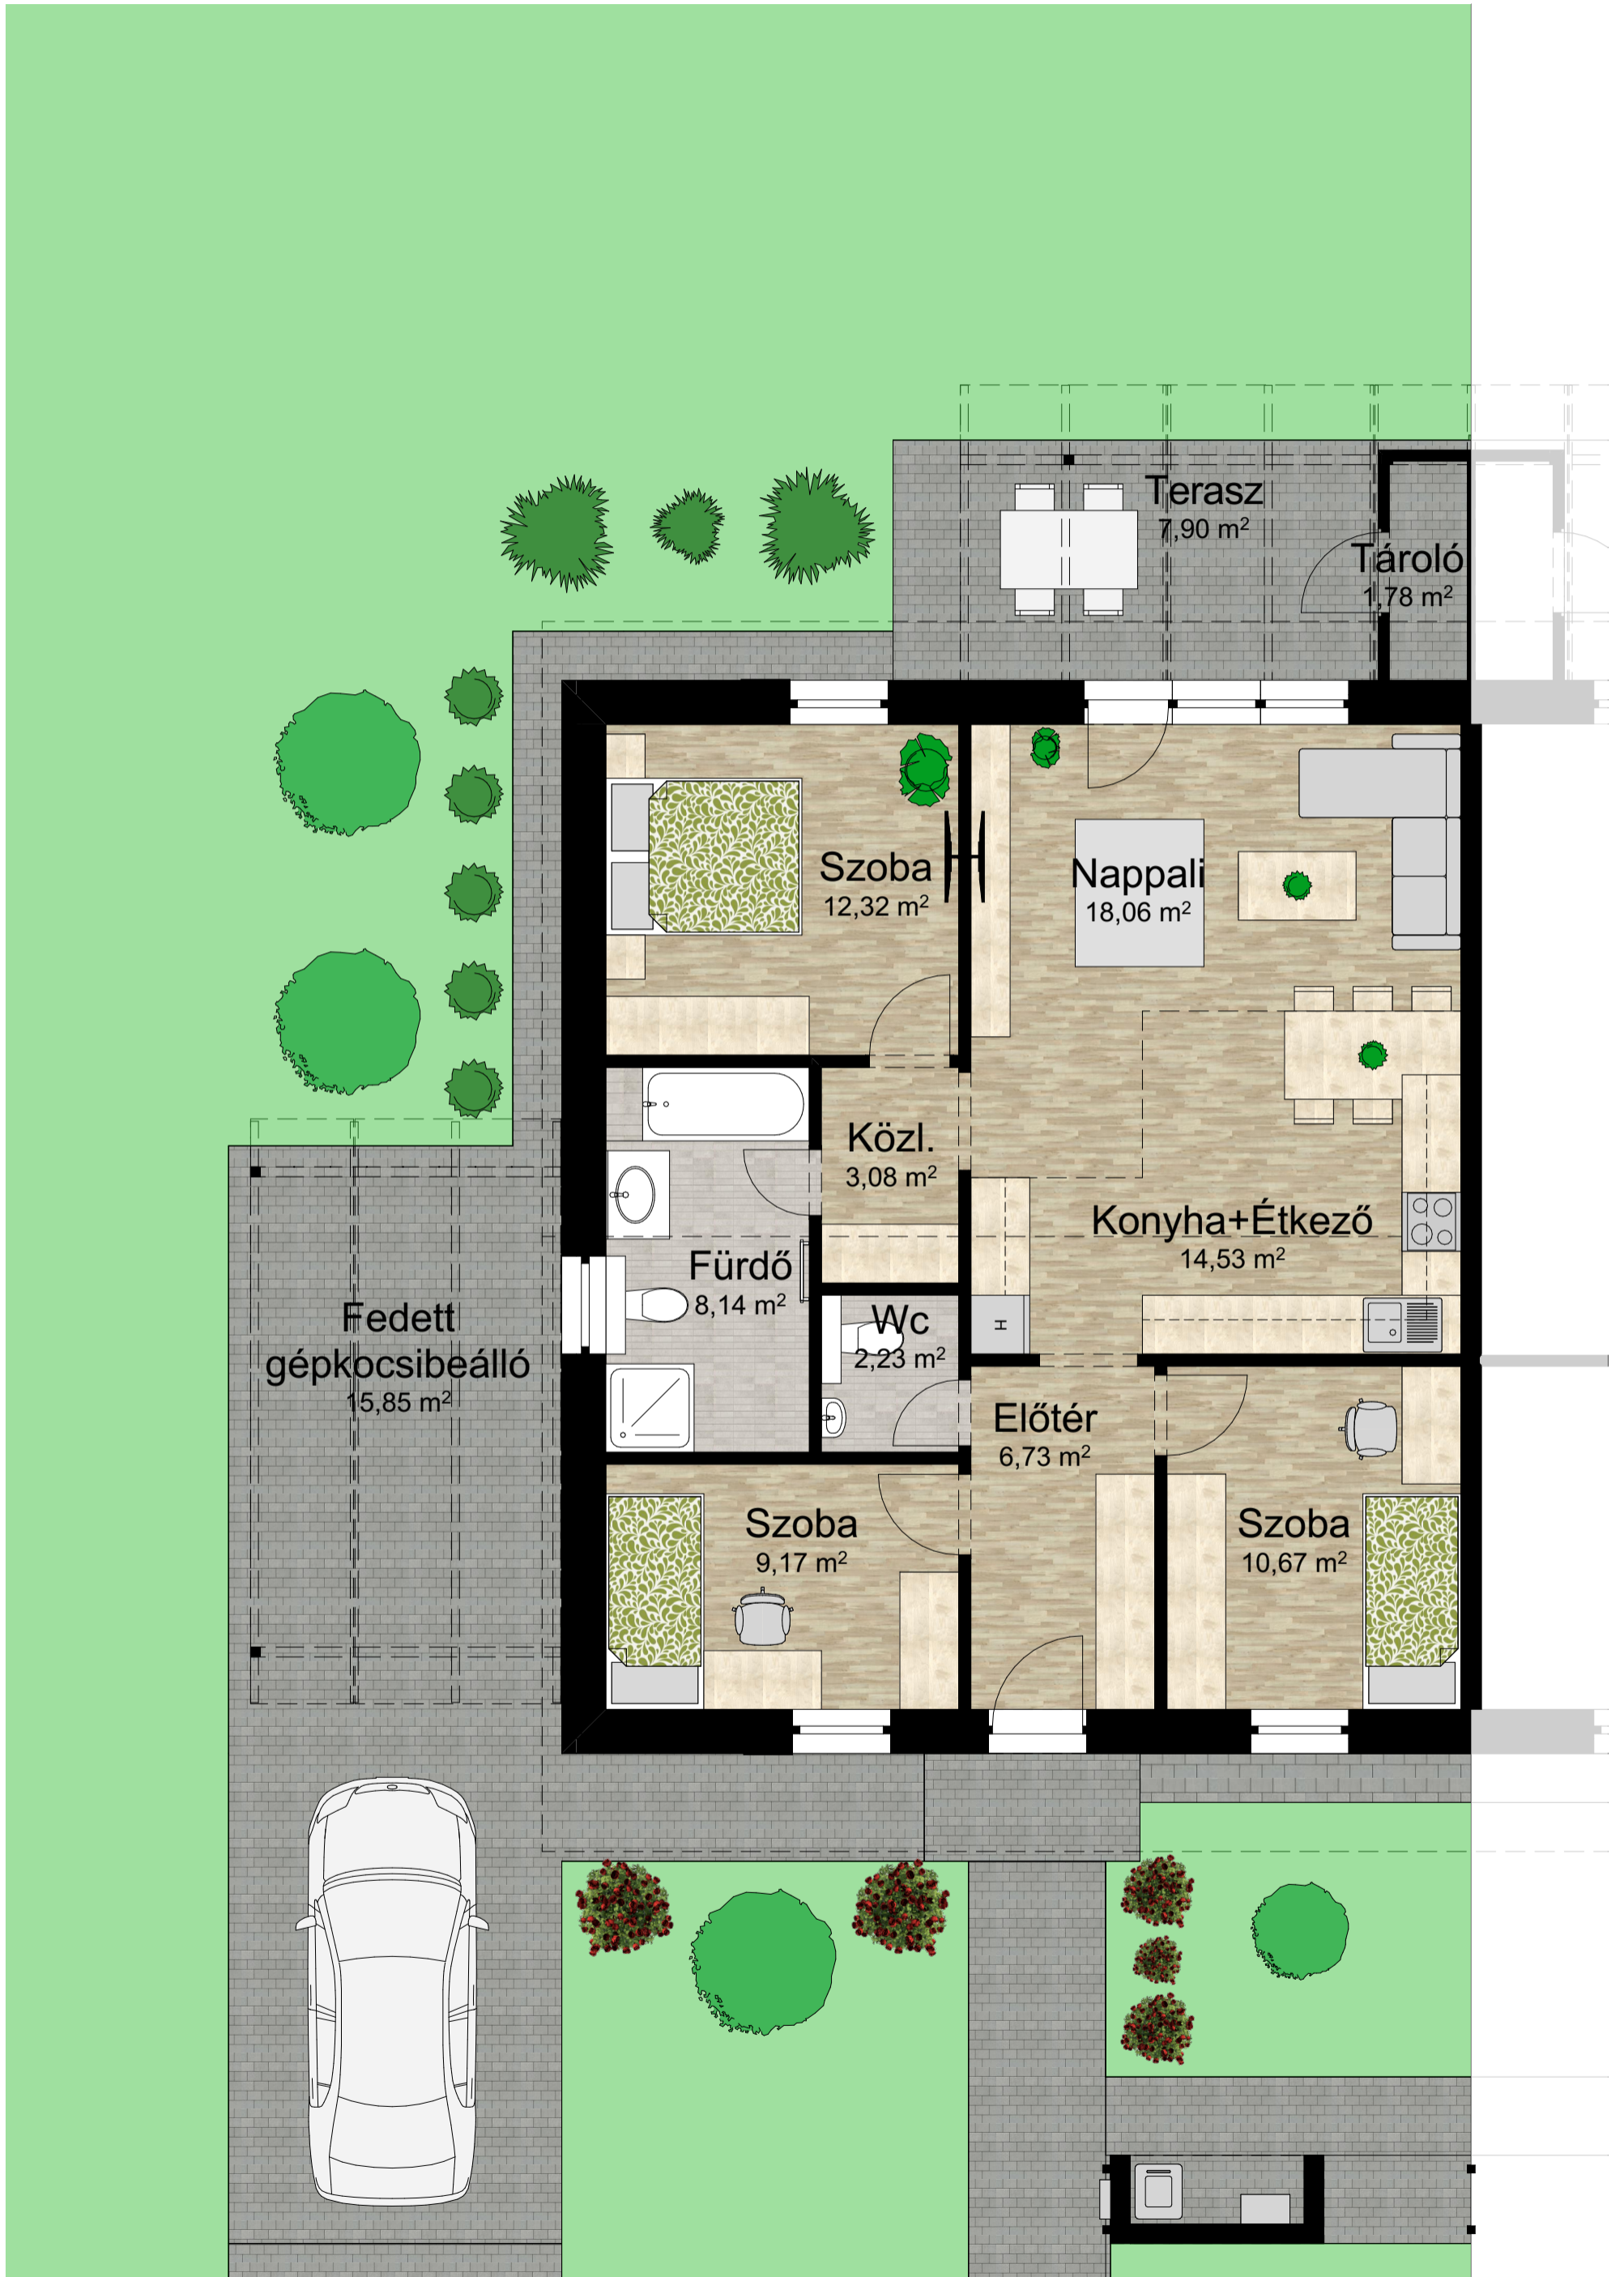 Terasz
7,90 m²
Tároló
1,78 m²
Szoba
12,32 m²
Nappali
18,06 m²
Közl.
3,08 m²
Konyha+Étkező
14,53 m²
Fürdő
8,14 m²
Wc
2,23 m²
H
Fedett
gépkocsibeálló
15,85 m²
Előtér
6,73 m²
Szoba
9,17 m²
Szoba
10,67 m²